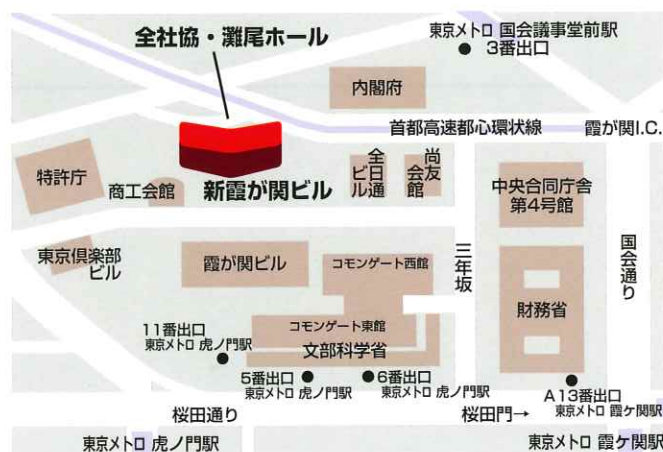 全社協・灘尾ホール
東京メトロ 国会議事堂前駅
3番出口
内閣府
首都高速都心環状線
霞が関I.C.
特許庁
商工会館
新霞が関ビル
全日通
ビル
尚友
会館
中央合同庁舎
第4号館
東京倶楽部
ビル
霞が関ビル
コモンゲート西館
三年坂
国会通り
財務省
コモンゲート東館
文部科学省
11番出口
東京メトロ 虎ノ門駅
5番出口
東京メトロ 虎ノ門駅
6番出口
東京メトロ 虎ノ門駅
A13番出口
東京メトロ 霞ケ関駅
桜田通り
桜田門→
東京メトロ 虎ノ門駅
東京メトロ 霞ケ関駅